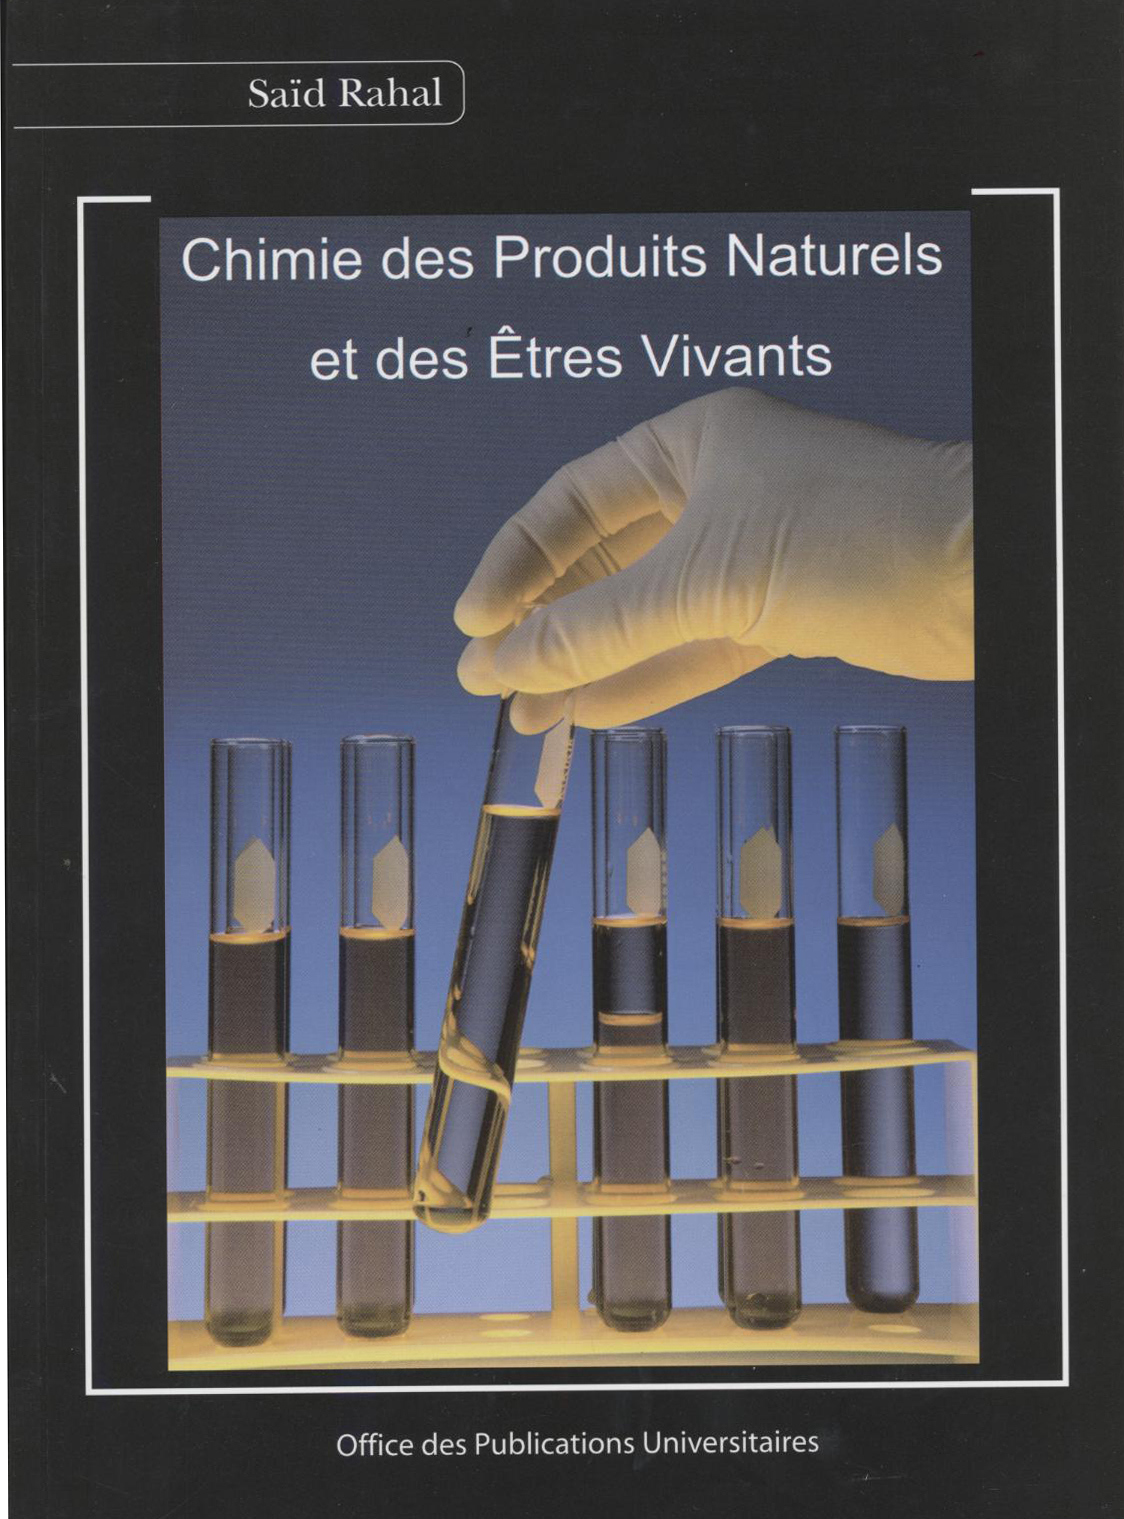 Saïd Rahal
Chimie des Produits Naturels
et des Êtres Vivants
Office des Publications Universitaires